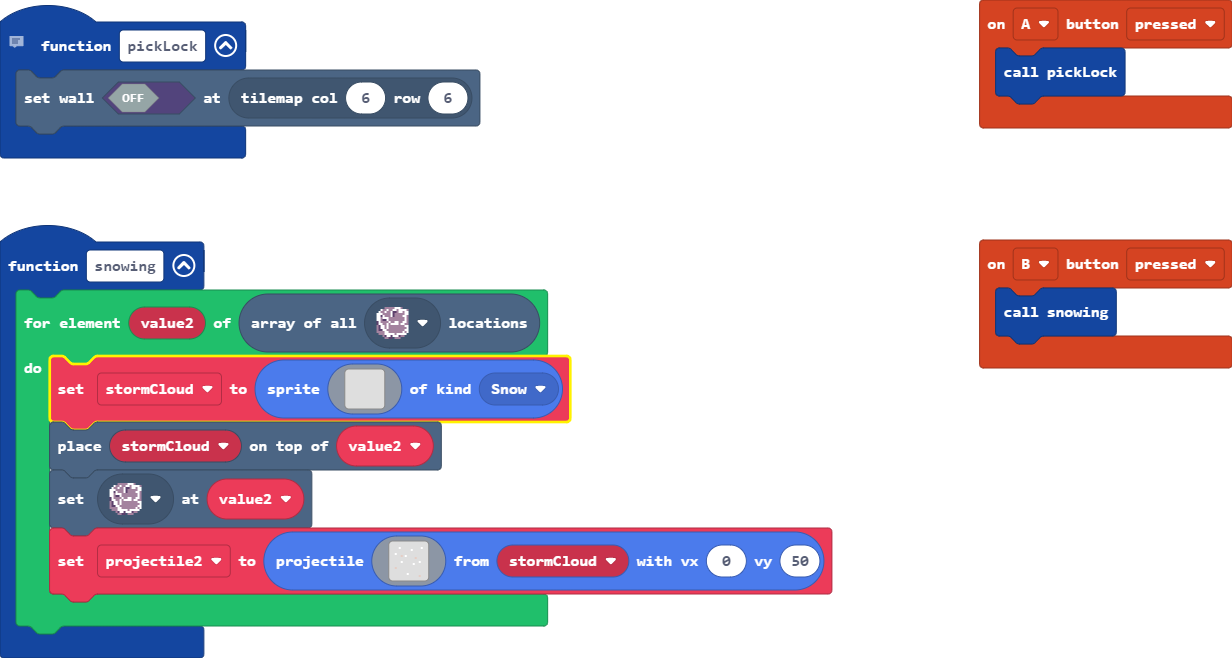 function pickLock
set wall OFF at tilemap col 6 row 6
on A button pressed
call pickLock
function snowing
for element value2 of array of all locations
do
set stormCloud to sprite of kind Snow
place stormCloud on top of value2
set at value2
set projectile2 to projectile from stormCloud with vx 0 vy 50
on B button pressed
call snowing